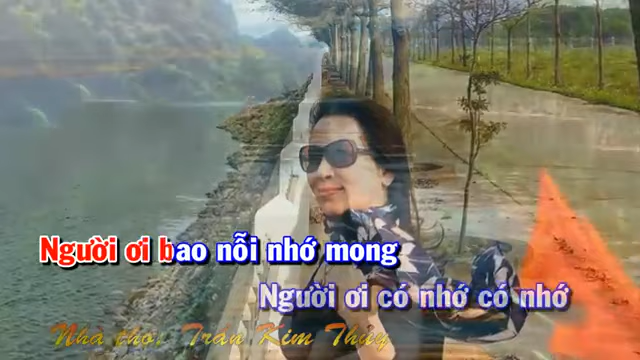 Người ơi bao nỗi nhớ mong
Người ơi có nhớ có nhớ
Nhà thơ: Trần Kim Thủy